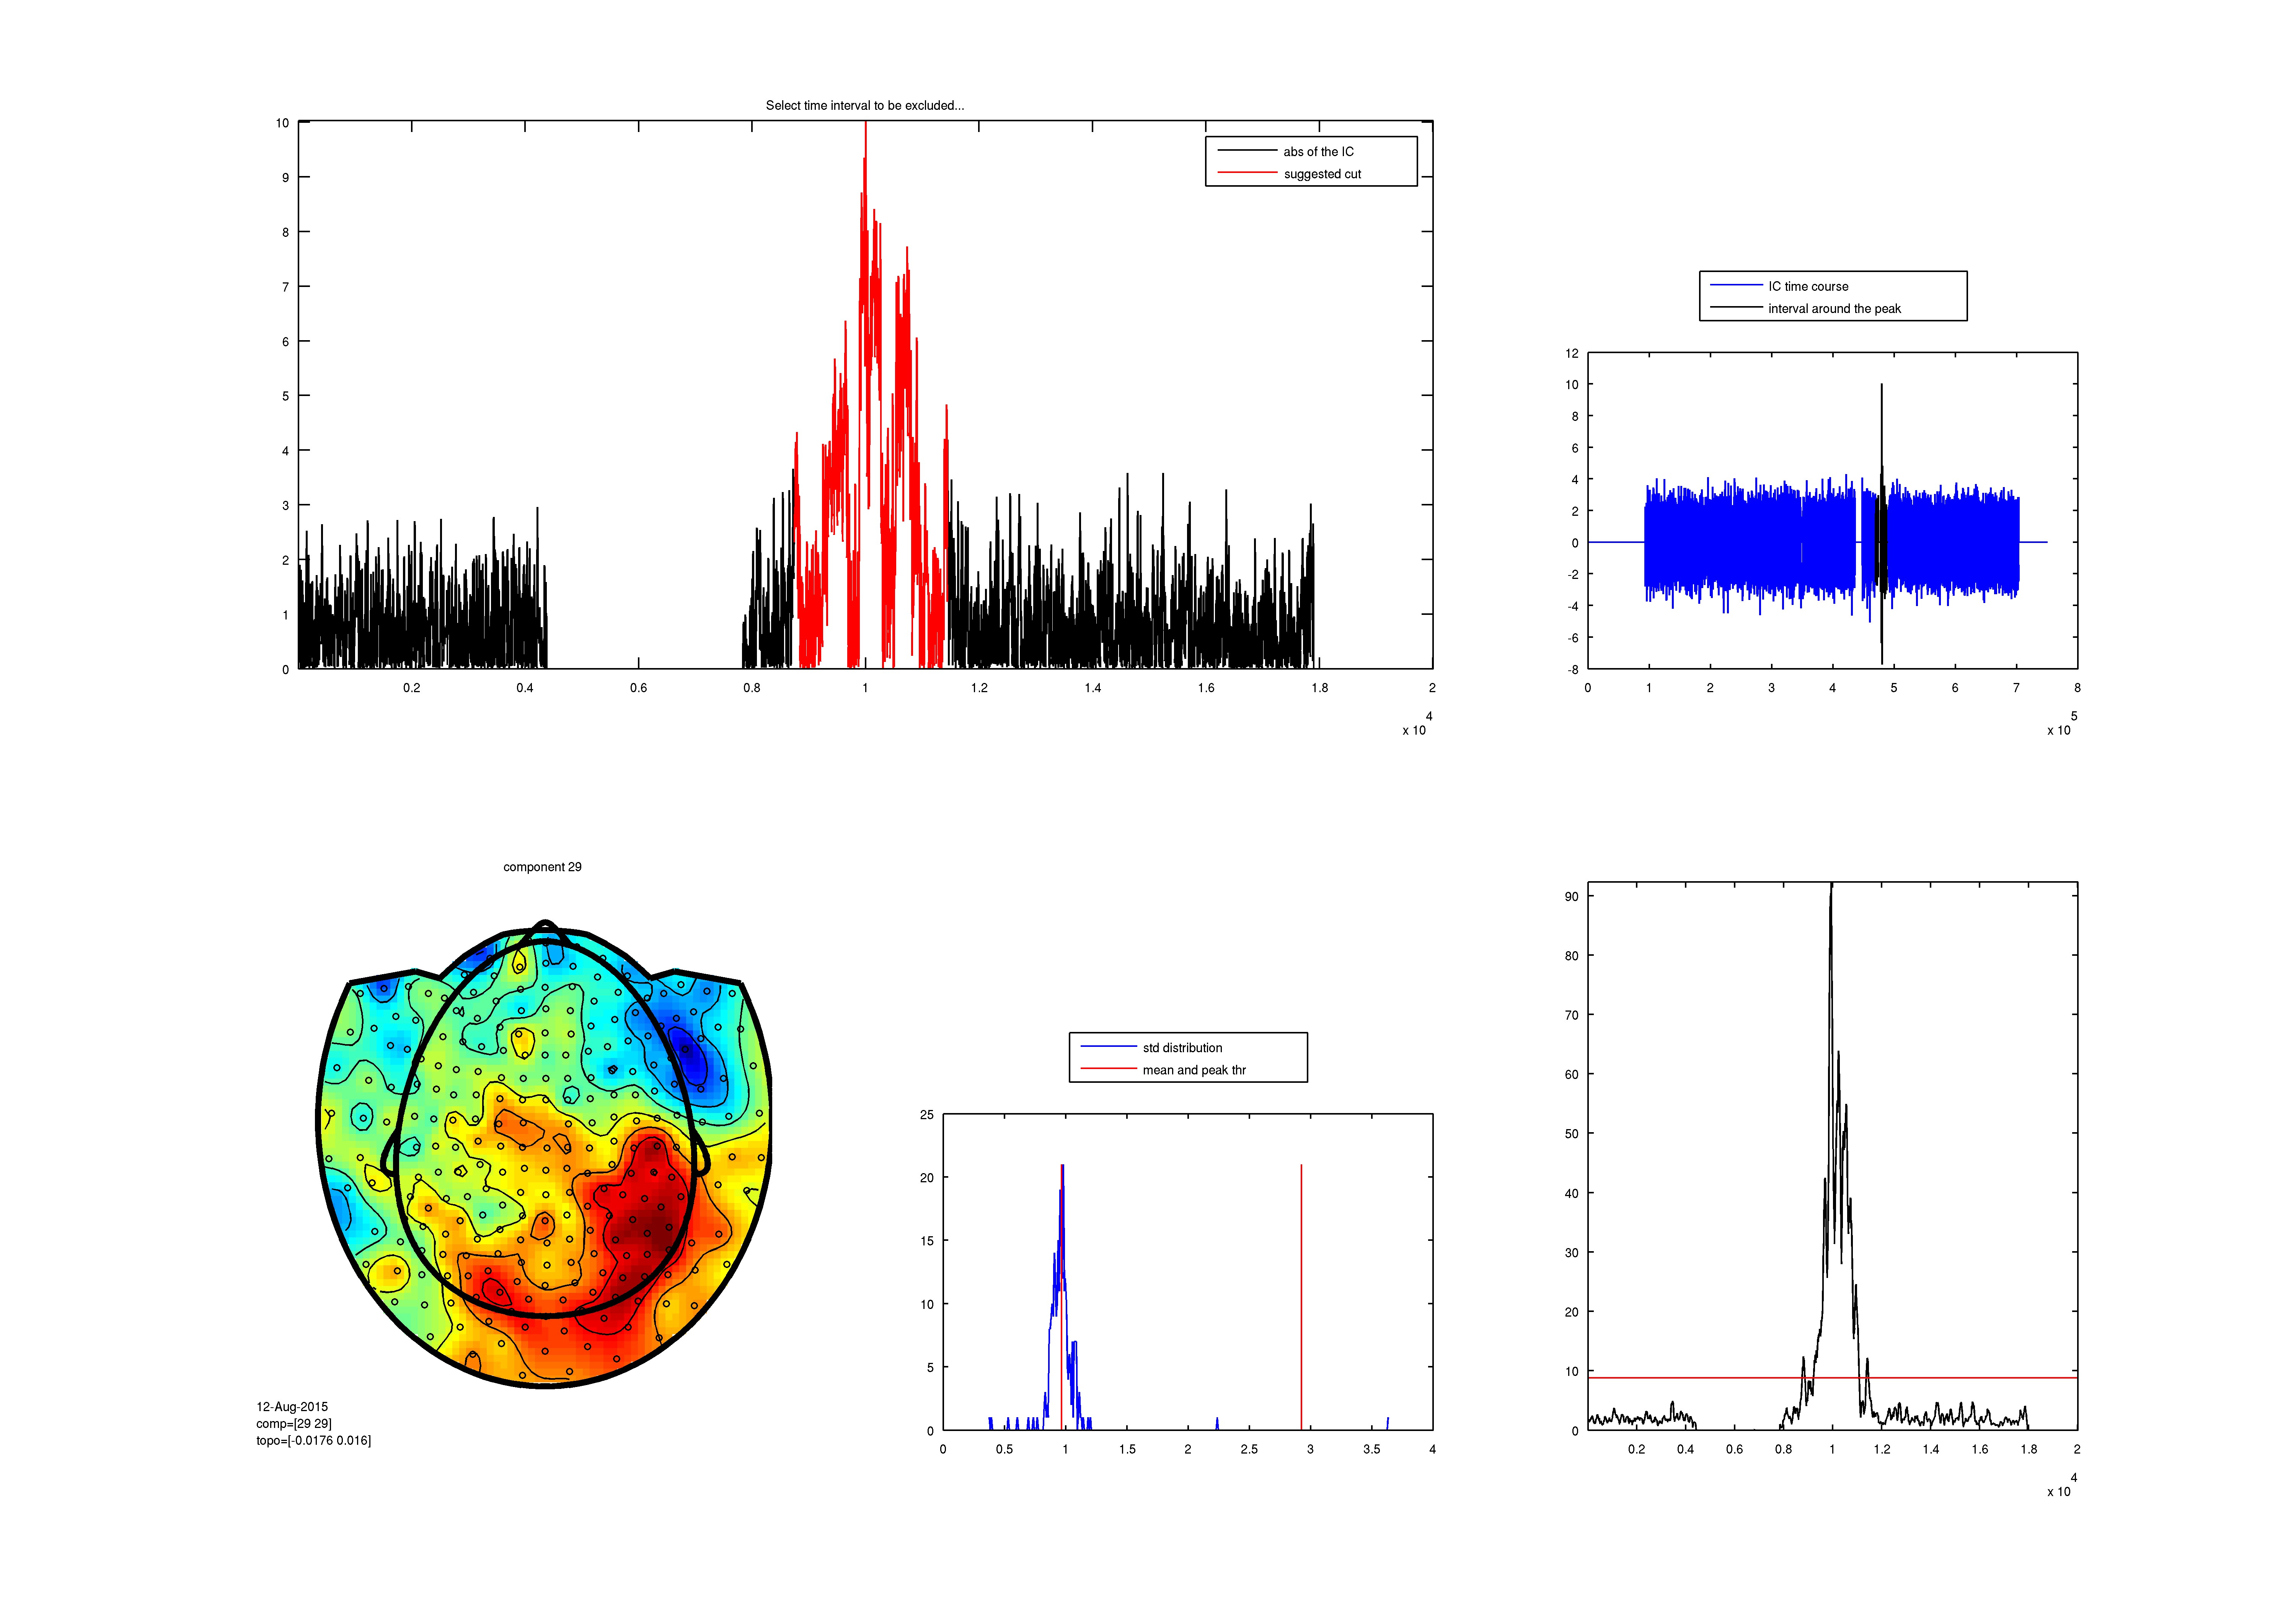 Select time interval to be excluded...
10
9
8
7
6
5
4
3
2
1
0
abs of the IC
suggested cut
0.2 0.4 0.6 0.8 1 1.2 1.4 1.6 1.8 2
4
x 10
IC time course
interval around the peak
12
10
8
6
4
2
0
-2
-4
-6
-8
0 1 2 3 4 5 6 7 8
5
x 10
component 29
12-Aug-2015
comp=[29 29]
topo=[-0.0176 0.016]
std distribution
mean and peak thr
25
20
15
10
5
0
0 0.5 1 1.5 2 2.5 3 3.5 4
90
80
70
60
50
40
30
20
10
0
0.2 0.4 0.6 0.8 1 1.2 1.4 1.6 1.8 2
4
x 10